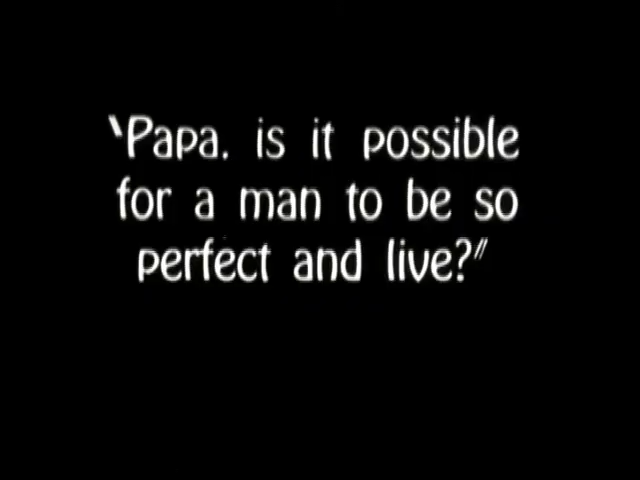 "Papa, is it possible
for a man to be so
perfect and live?"